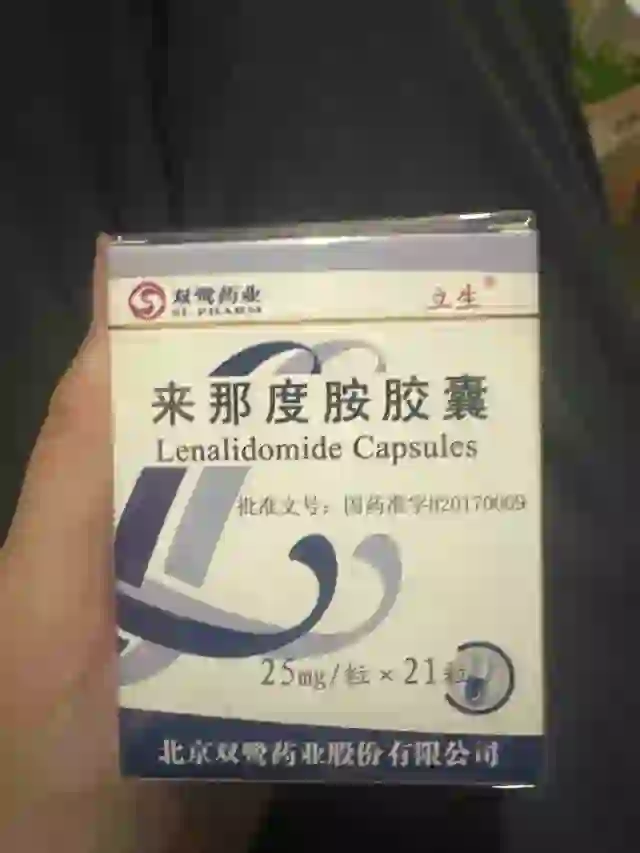 双鹭药业
SL PHARM
立生®
来那度胺胶囊
Lenalidomide Capsules
批准文号：国药准字H20170009
25mg/粒×21粒
北京双鹭药业股份有限公司